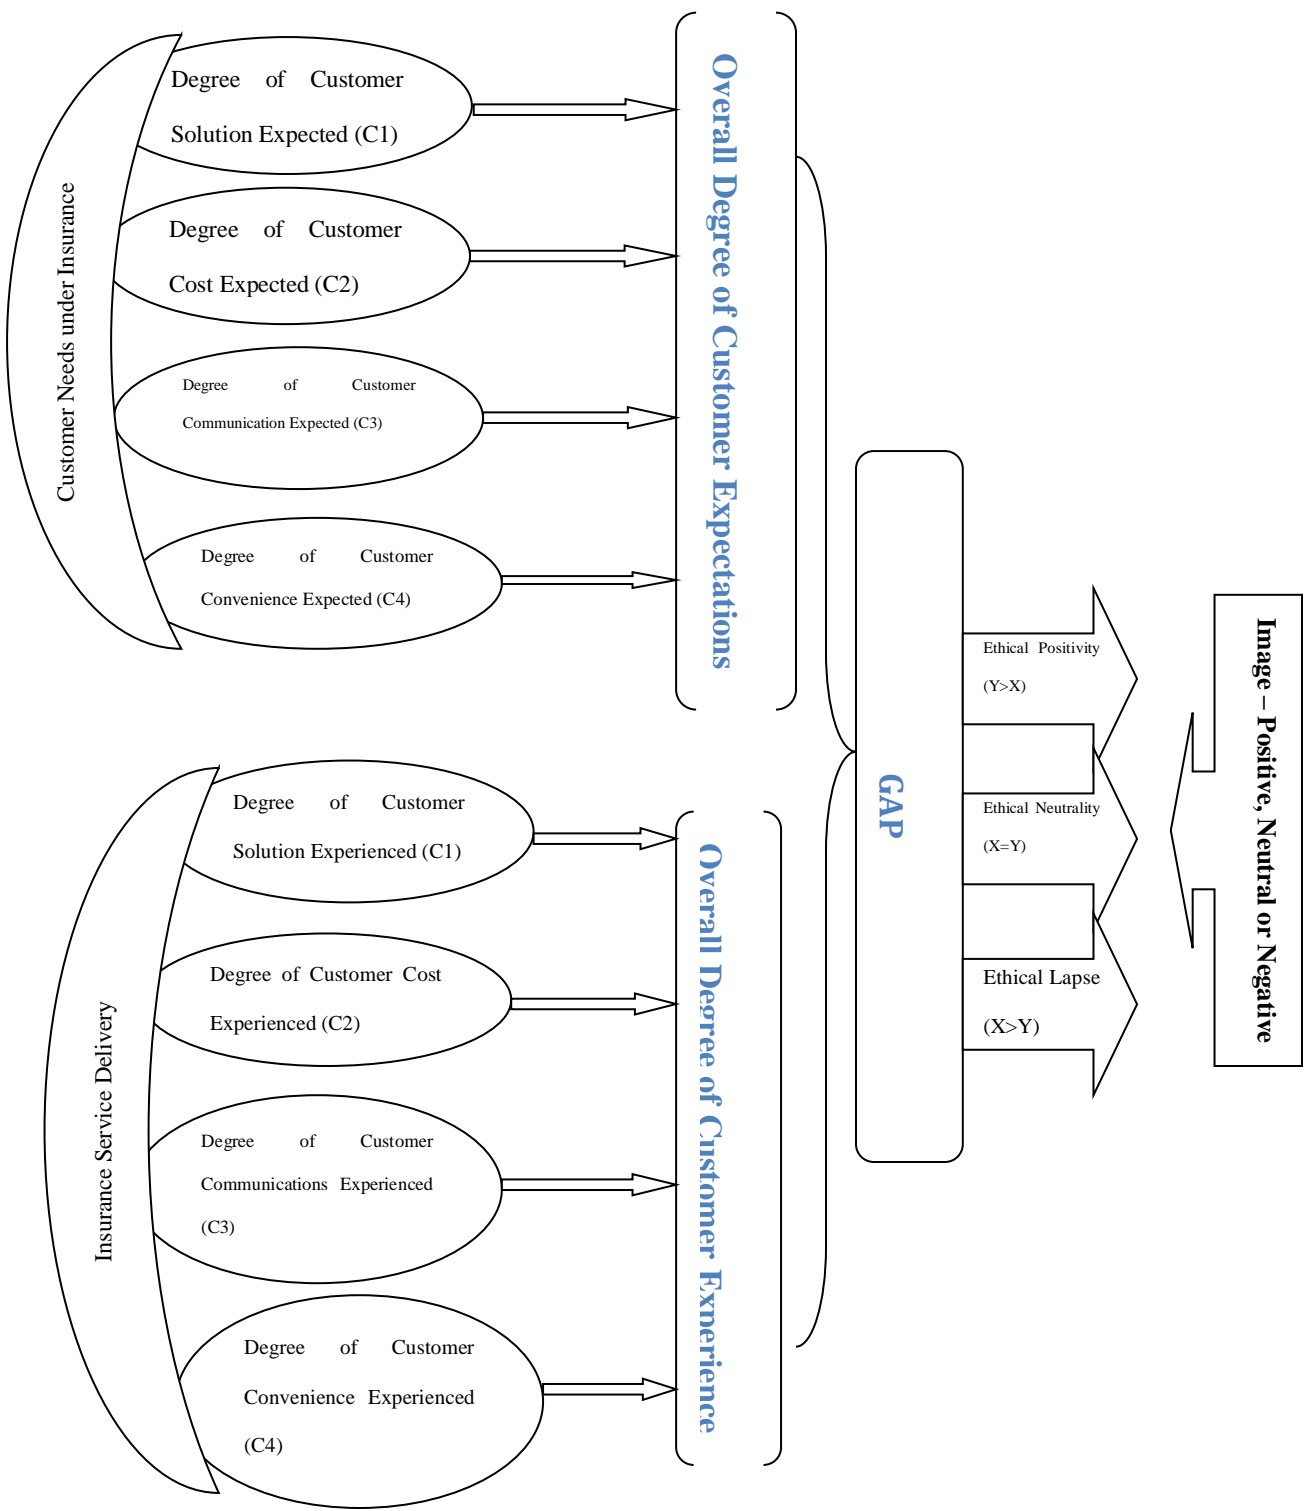 Customer Needs under Insurance
Degree of Customer
Solution Expected (C1)
Degree of Customer
Cost Expected (C2)
Degree of Customer
Communication Expected (C3)
Degree of Customer
Convenience Expected (C4)
Overall Degree of Customer Expectations
Insurance Service Delivery
Degree of Customer
Solution Experienced (C1)
Degree of Customer Cost
Experienced (C2)
Degree of Customer
Communications Experienced
(C3)
Degree of Customer
Convenience Experienced
(C4)
Overall Degree of Customer Experience
GAP
Ethical Positivity
(Y>X)
Ethical Neutrality
(X=Y)
Ethical Lapse
(X>Y)
Image – Positive, Neutral or Negative